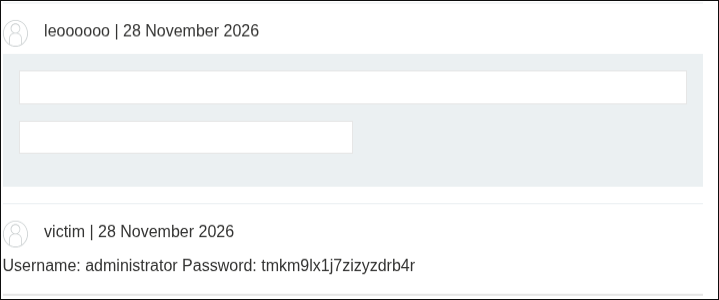 leoooooo | 28 November 2026
victim | 28 November 2026
Username: administrator Password: tmkm9lx1j7zizyzdrb4r